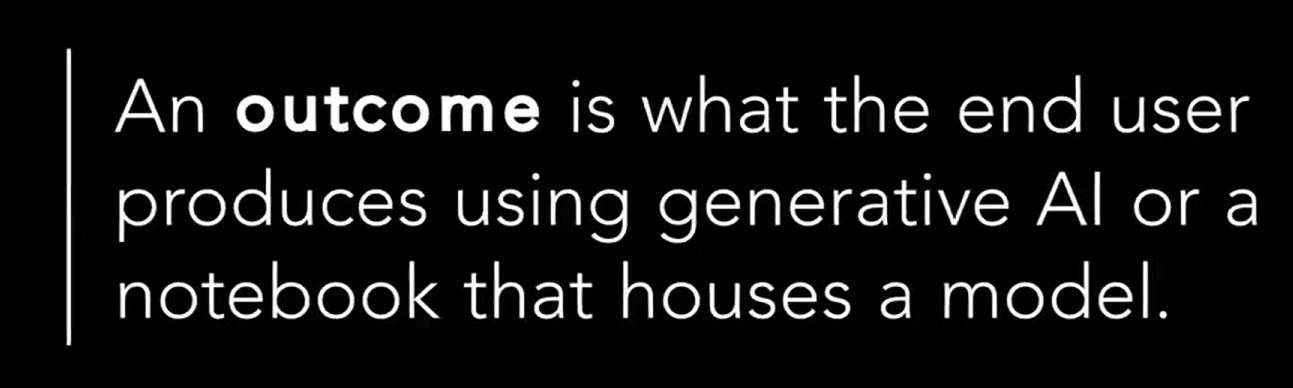 An outcome is what the end user
produces using generative AI or a
notebook that houses a model.